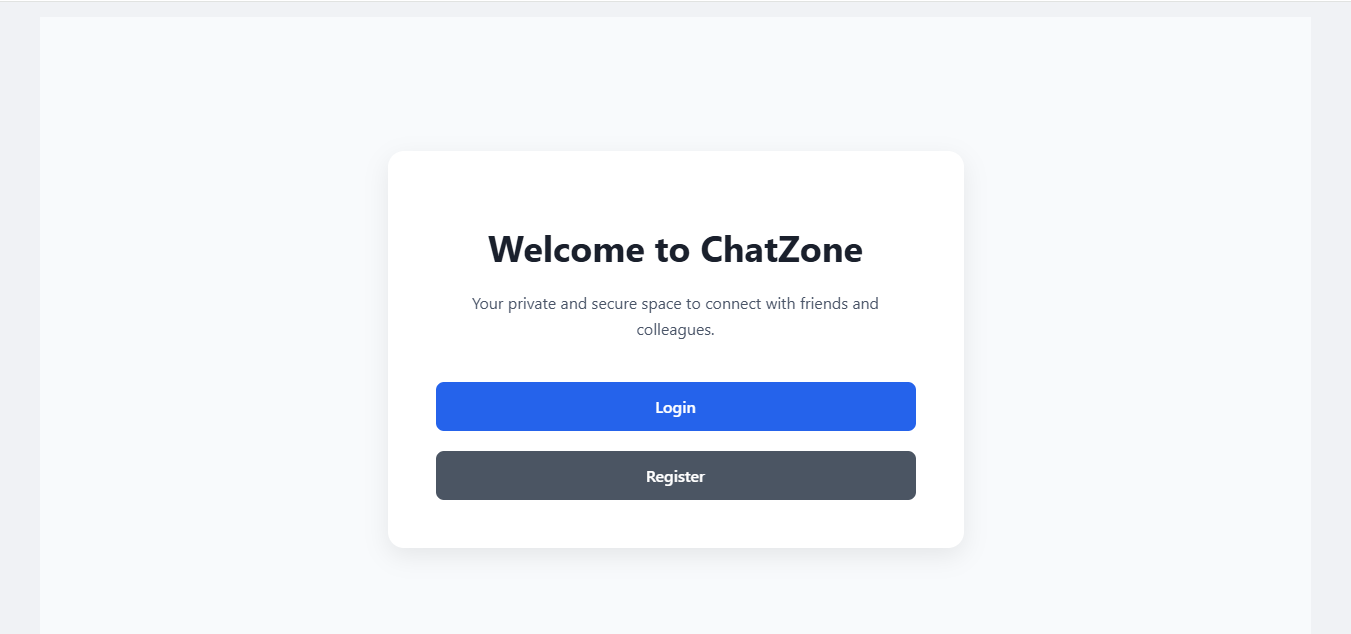 Welcome to ChatZone
Your private and secure space to connect with friends and
colleagues.
Login
Register